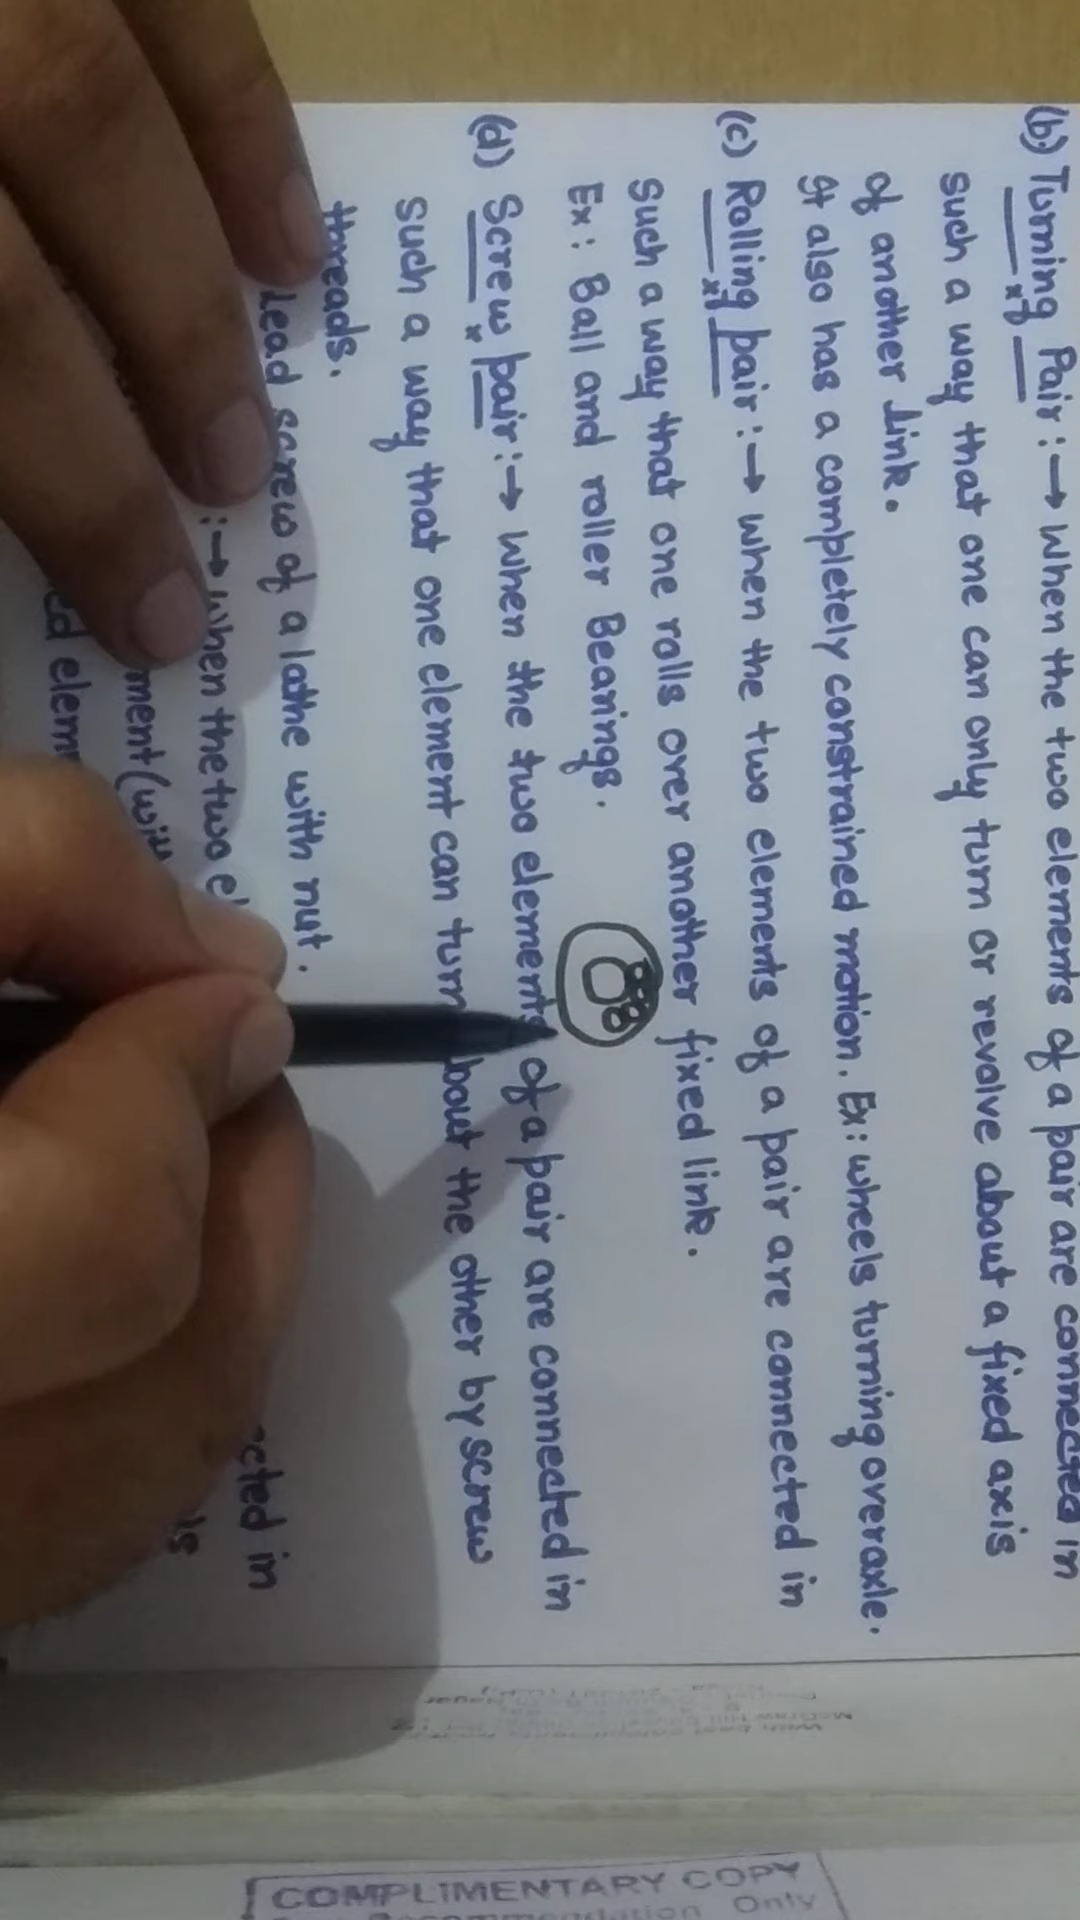 (b) Turning Pair :→ when the two elements of a pair are connected in
such a way that one can only turn or revalve about a fixed axis
of another link.
It also has a completely constrained motion. Ex: wheels turning over axle.
(c) Rolling pair :→ when the two elements of a pair are connected in
such a way that one rolls over another fixed link.
Ex: Ball and roller Bearings.
(d) Screw pair :→ when the two elements of a pair are connected in
such a way that one element can turn about the other by screw
threads.
lead screw of a lathe with nut.
:→ when the two
in
COMPLIMENTARY COPY
Only